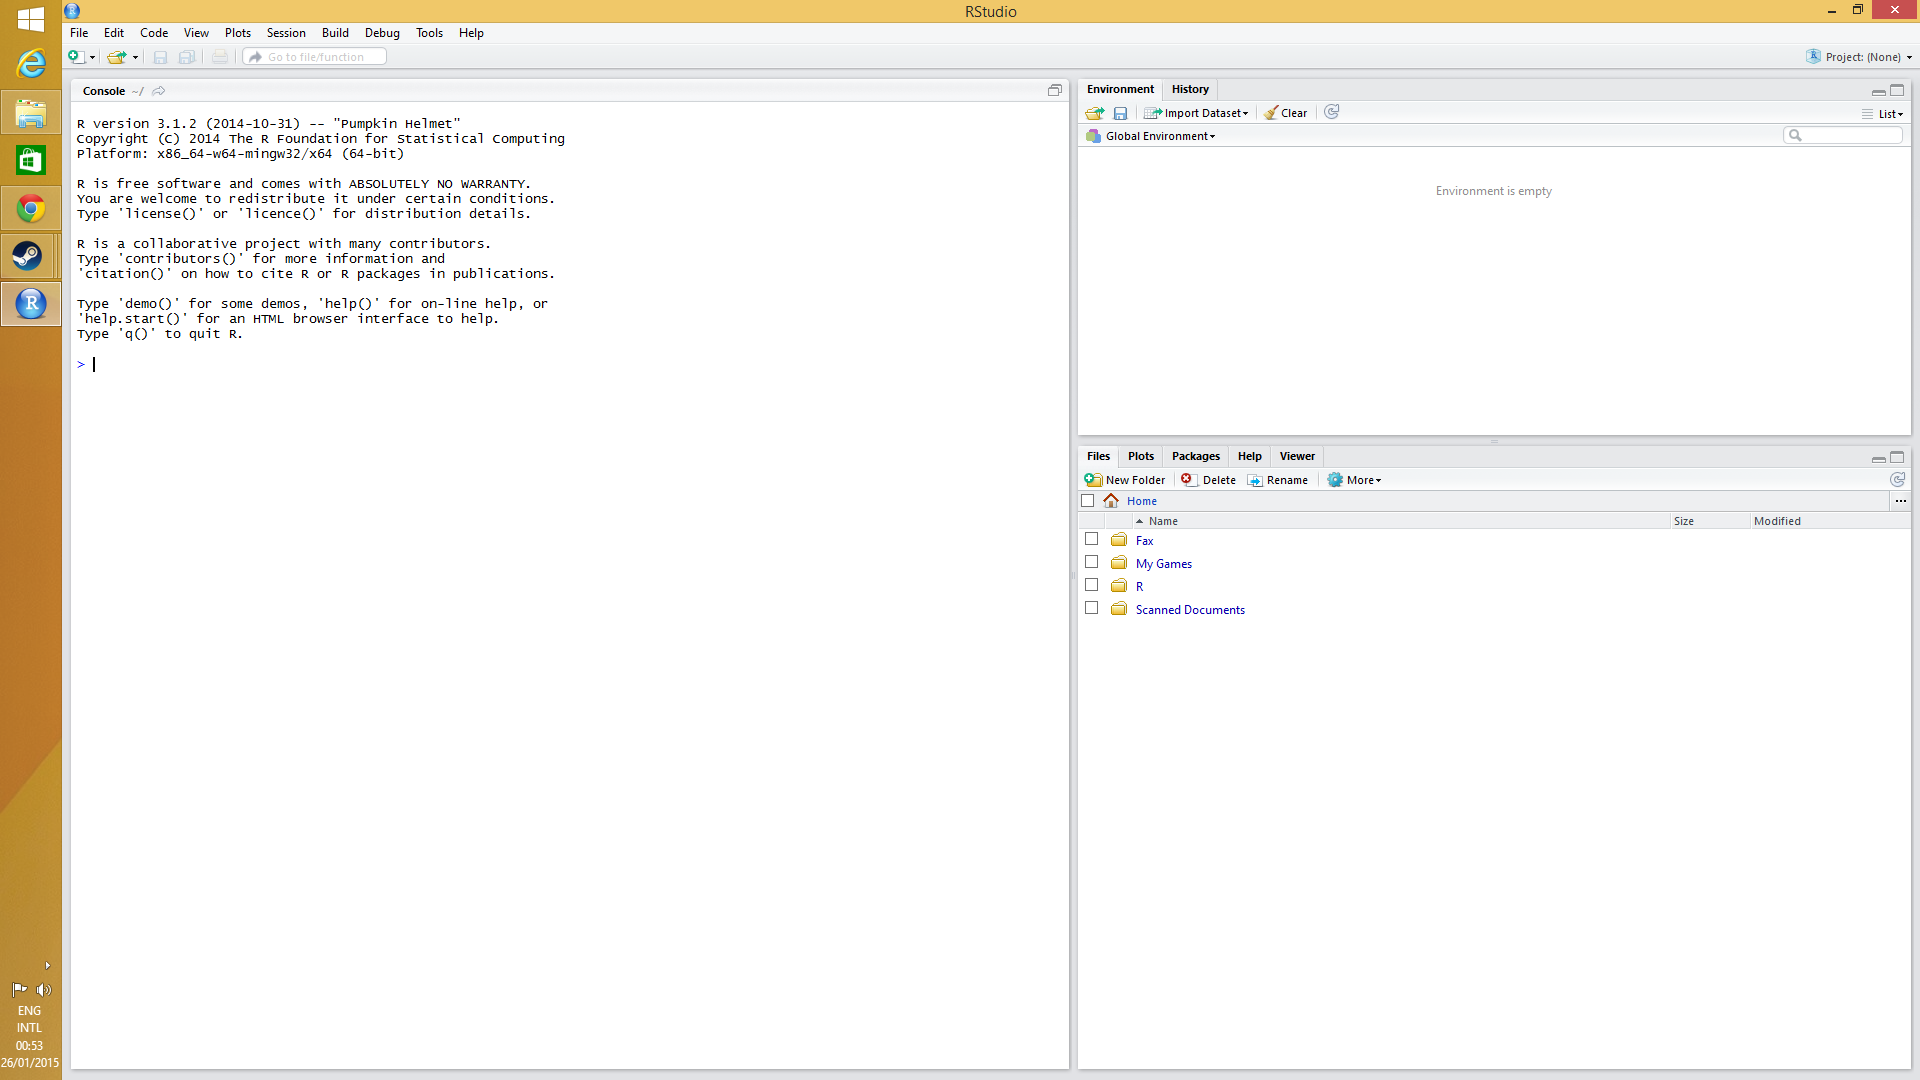 RStudio
File Edit Code View Plots Session Build Debug Tools Help
Go to file/function
Project: (None)
Console ~/
R version 3.1.2 (2014-10-31) -- "Pumpkin Helmet"
Copyright (C) 2014 The R Foundation for Statistical Computing
Platform: x86_64-w64-mingw32/x64 (64-bit)
R is free software and comes with ABSOLUTELY NO WARRANTY.
You are welcome to redistribute it under certain conditions.
Type 'license()' or 'licence()' for distribution details.
R is a collaborative project with many contributors.
Type 'contributors()' for more information and
'citation()' on how to cite R or R packages in publications.
Type 'demo()' for some demos, 'help()' for on-line help, or
'help.start()' for an HTML browser interface to help.
Type 'q()' to quit R.
>
Environment History
Import Dataset Clear List
Global Environment
Environment is empty
Files Plots Packages Help Viewer
New Folder Delete Rename More
Home ...
Name Size Modified
Fax
My Games
R
Scanned Documents
ENG
INTL
00:53
26/01/2015